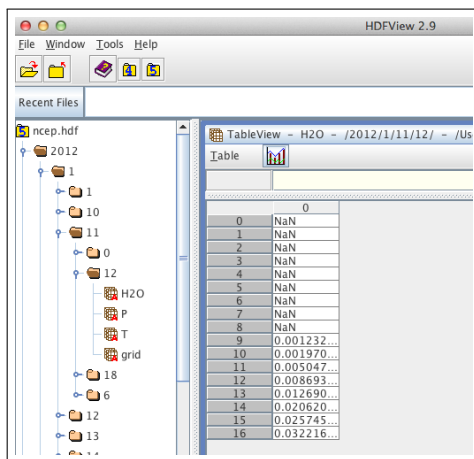 HDFView 2.9
File Window Tools Help
4 5
Recent Files
5 ncep.hdf
2012
1
1
10
11
0
12
H2O
P
T
grid
18
6
12
13
TableView - H2O - /2012/1/11/12/ - /Us
Table
0
0 NaN
1 NaN
2 NaN
3 NaN
4 NaN
5 NaN
6 NaN
7 NaN
8 NaN
9 0.001232...
10 0.001970...
11 0.005047...
12 0.008693...
13 0.012690...
14 0.020620...
15 0.025745...
16 0.032216...